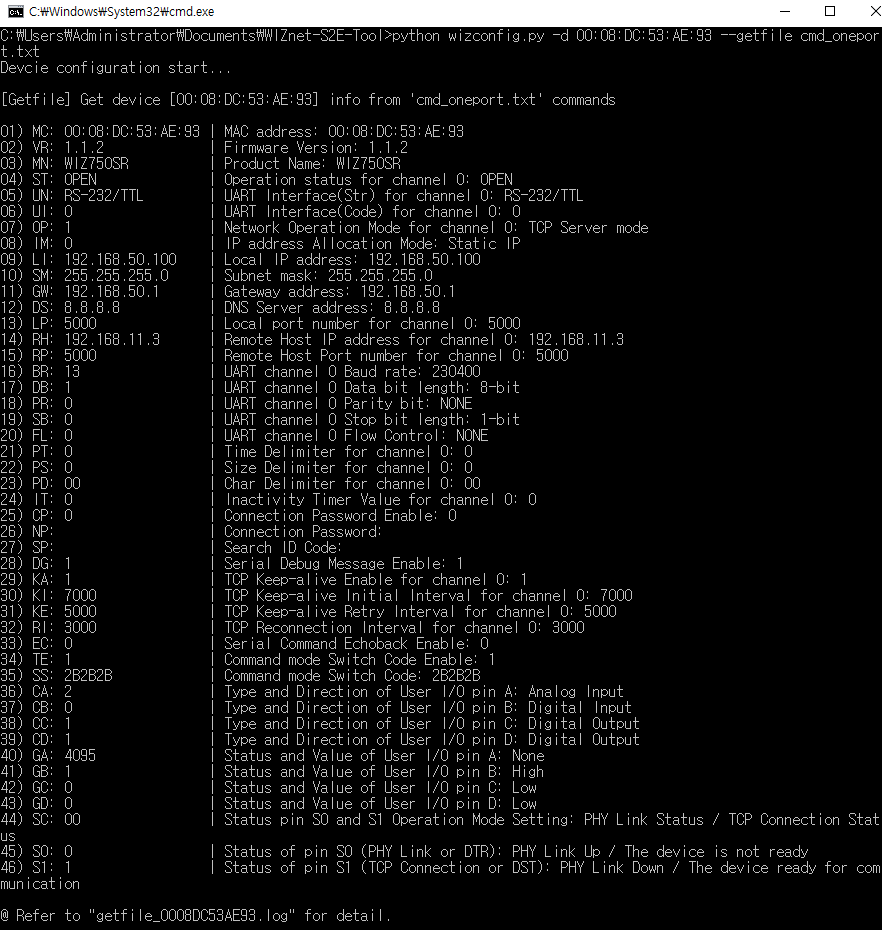 C:₩Windows₩System32₩cmd.exe
C:₩Users₩Administrator₩Documents₩WIZnet-S2E-Tool>python wizconfig.py -d 00:08:DC:53:AE:93 --getfile cmd_onepor
t.txt
Devcie configuration start...
[Getfile] Get device [00:08:DC:53:AE:93] info from 'cmd_oneport.txt' commands
01) MC: 00:08:DC:53:AE:93 | MAC address: 00:08:DC:53:AE:93
02) VR: 1.1.2 | Firmware Version: 1.1.2
03) MN: WIZ750SR | Product Name: WIZ750SR
04) ST: OPEN | Operation status for channel 0: OPEN
05) UN: RS-232/TTL | UART Interface(Str) for channel 0: RS-232/TTL
06) UI: 0 | UART Interface(Code) for channel 0: 0
07) OP: 1 | Network Operation Mode for channel 0: TCP Server mode
08) IM: 0 | IP address Allocation Mode: Static IP
09) LI: 192.168.50.100 | Local IP address: 192.168.50.100
10) SM: 255.255.255.0 | Subnet mask: 255.255.255.0
11) GW: 192.168.50.1 | Gateway address: 192.168.50.1
12) DS: 8.8.8.8 | DNS Server address: 8.8.8.8
13) LP: 5000 | Local port number for channel 0: 5000
14) RH: 192.168.11.3 | Remote Host IP address for channel 0: 192.168.11.3
15) RP: 5000 | Remote Host Port number for channel 0: 5000
16) BR: 13 | UART channel 0 Baud rate: 230400
17) DB: 1 | UART channel 0 Data bit length: 8-bit
18) PR: 0 | UART channel 0 Parity bit: NONE
19) SB: 0 | UART channel 0 Stop bit length: 1-bit
20) FL: 0 | UART channel 0 Flow Control: NONE
21) PT: 0 | Time Delimiter for channel 0: 0
22) PS: 0 | Size Delimiter for channel 0: 0
23) PD: 00 | Char Delimiter for channel 0: 00
24) IT: 0 | Inactivity Timer Value for channel 0: 0
25) CP: 0 | Connection Password Enable: 0
26) NP: | Connection Password:
27) SP: | Search ID Code:
28) DG: 1 | Serial Debug Message Enable: 1
29) KA: 1 | TCP Keep-alive Enable for channel 0: 1
30) KI: 7000 | TCP Keep-alive Initial Interval for channel 0: 7000
31) KE: 5000 | TCP Keep-alive Retry Interval for channel 0: 5000
32) RI: 3000 | TCP Reconnection Interval for channel 0: 3000
33) EC: 0 | Serial Command Echoback Enable: 0
34) TE: 1 | Command mode Switch Code Enable: 1
35) SS: 2B2B2B | Command mode Switch Code: 2B2B2B
36) CA: 2 | Type and Direction of User I/O pin A: Analog Input
37) CB: 0 | Type and Direction of User I/O pin B: Digital Input
38) CC: 1 | Type and Direction of User I/O pin C: Digital Output
39) CD: 1 | Type and Direction of User I/O pin D: Digital Output
40) GA: 4095 | Status and Value of User I/O pin A: None
41) GB: 1 | Status and Value of User I/O pin B: High
42) GC: 0 | Status and Value of User I/O pin C: Low
43) GD: 0 | Status and Value of User I/O pin D: Low
44) SC: 00 | Status pin S0 and S1 Operation Mode Setting: PHY Link Status / TCP Connection Stat
us
45) S0: 0 | Status of pin S0 (PHY Link or DTR): PHY Link Up / The device is not ready
46) S1: 1 | Status of pin S1 (TCP Connection or DST): PHY Link Down / The device ready for com
munication
@ Refer to "getfile_0008DC53AE93.log" for detail.